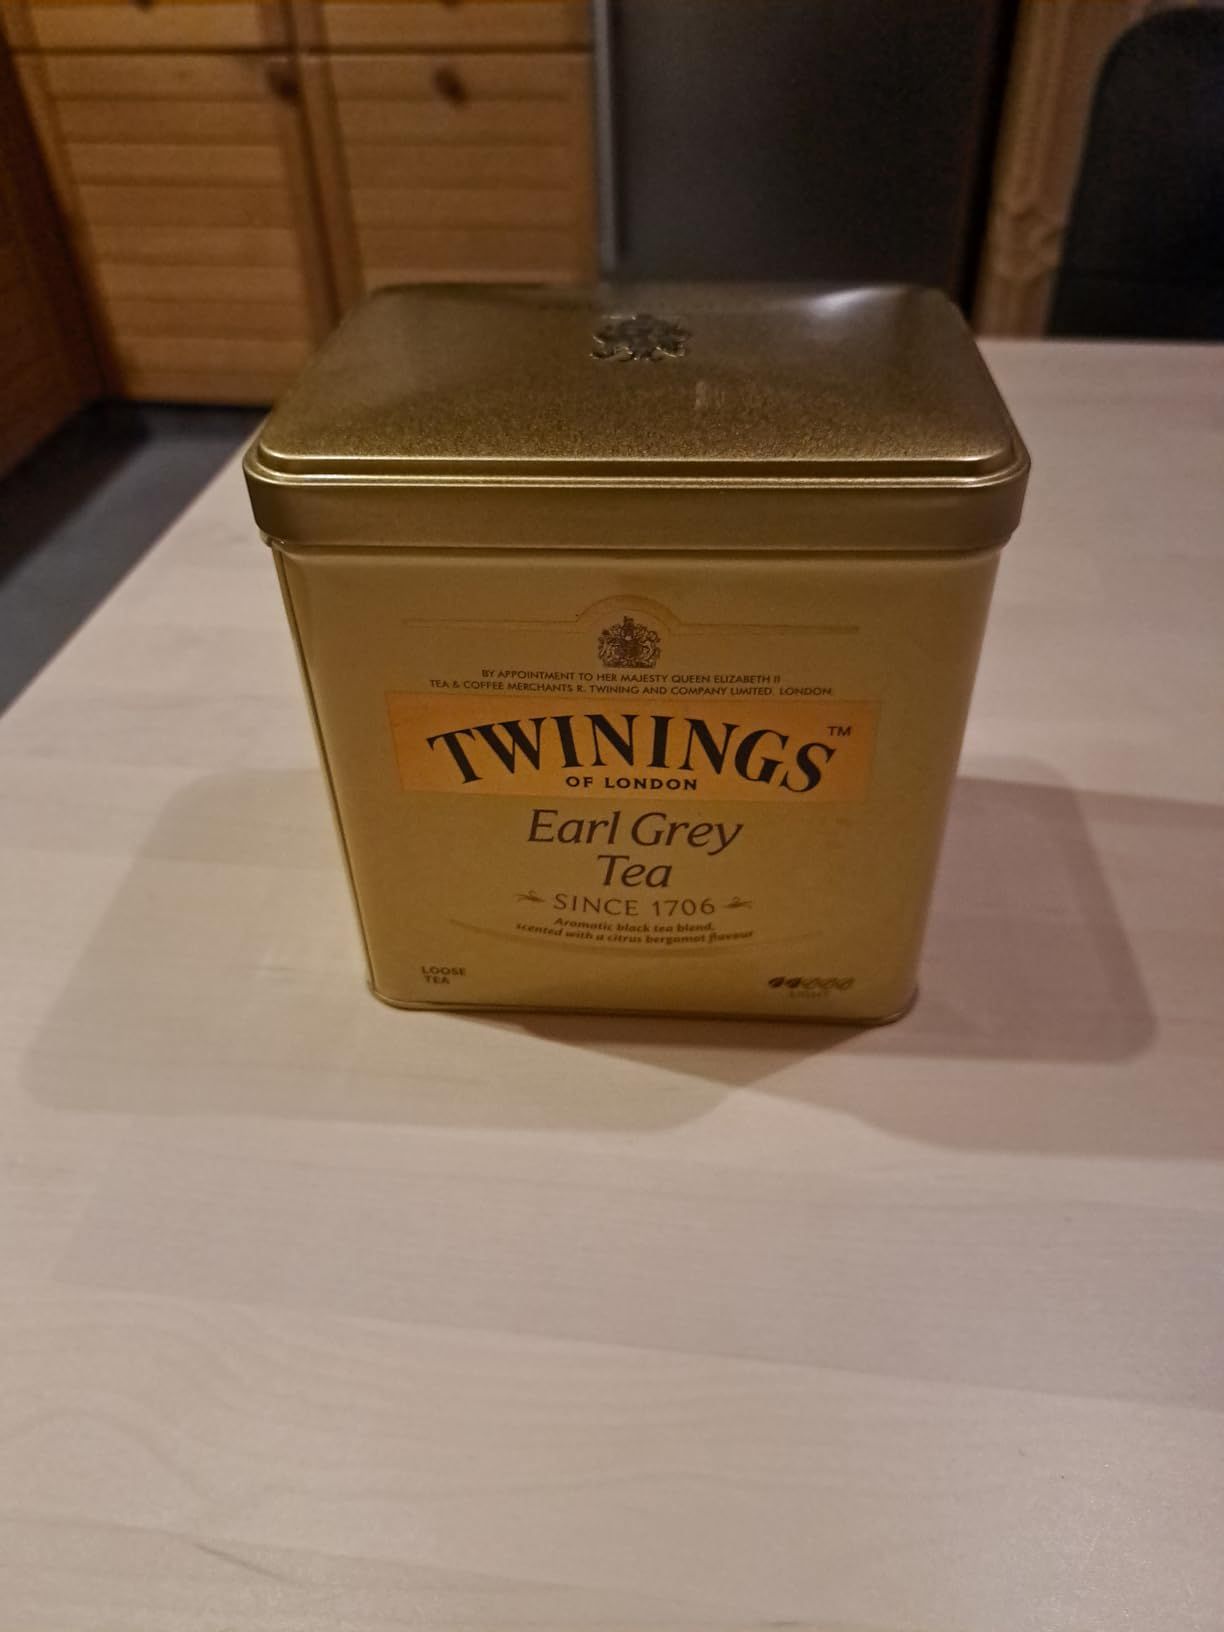 BY APPOINTMENT TO HER MAJESTY QUEEN ELIZABETH II
TEA & COFFEE MERCHANTS R. TWINING AND COMPANY LIMITED, LONDON
TWININGS™
OF LONDON
Earl Grey
Tea
SINCE 1706
Aromatic black tea blend,
scented with a citrus bergamot flavour
LOOSE
TEA
LIGHT